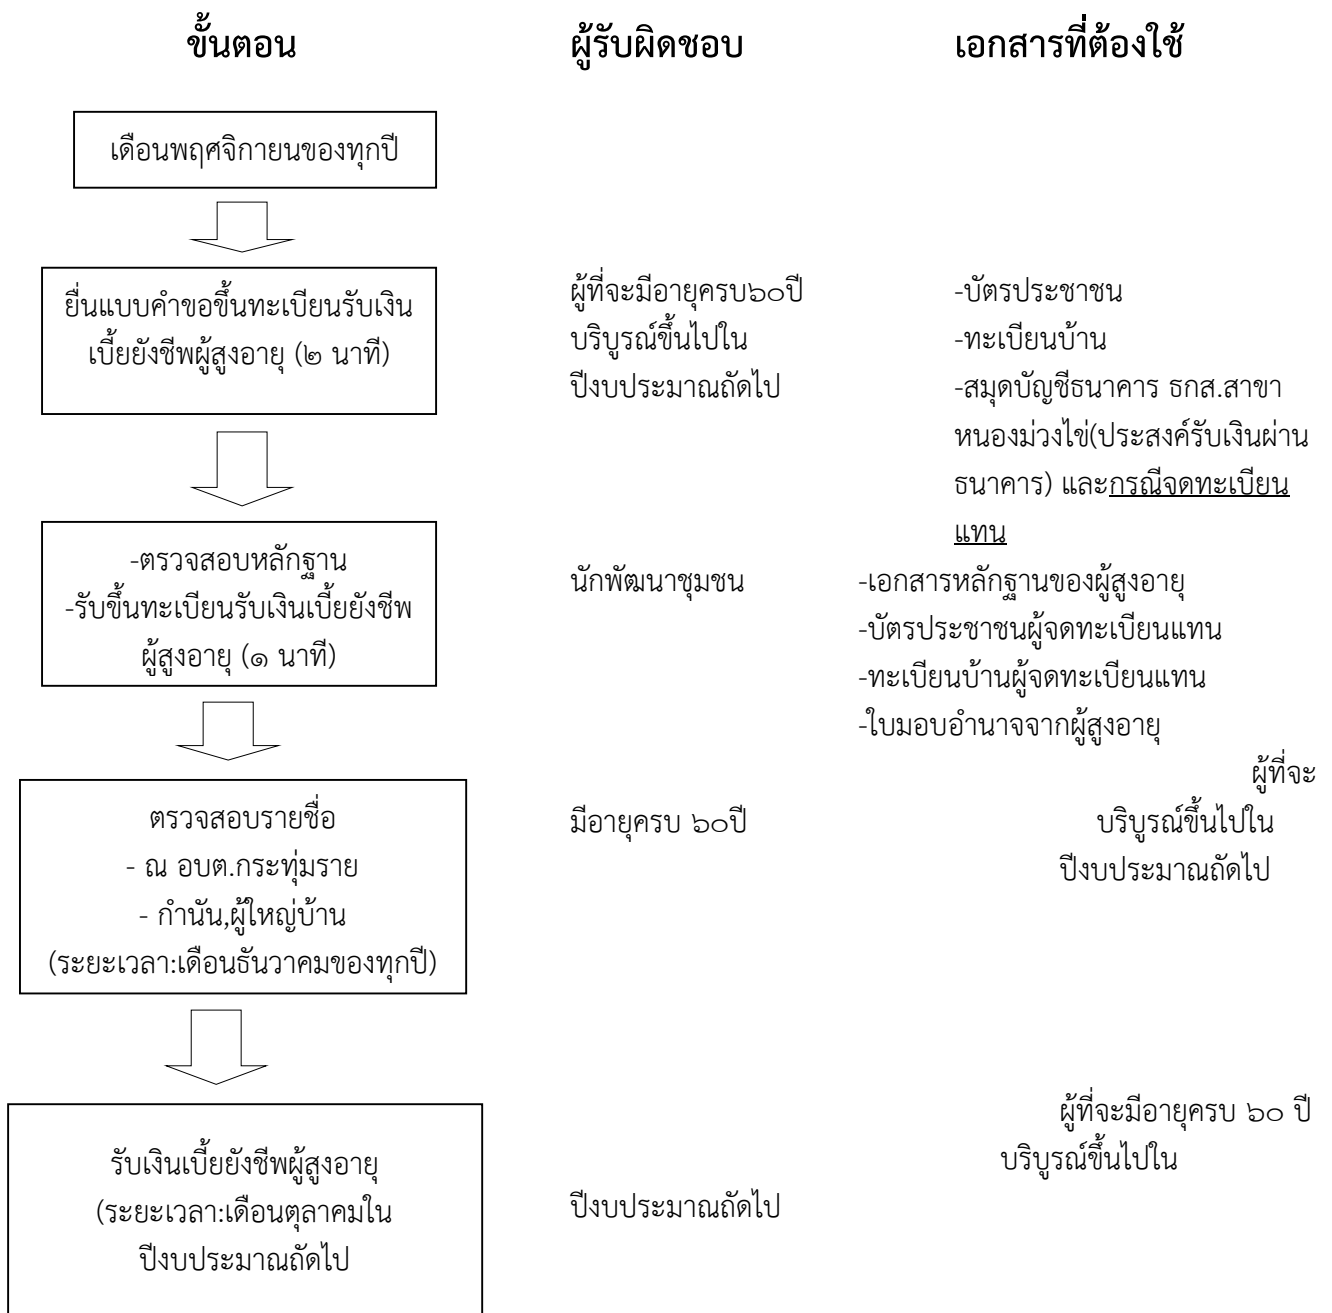 ขั้นตอน ผู้รับผิดชอบ เอกสารที่ต้องใช้
เดือนพฤศจิกายนของทุกปี
ยื่นแบบคำขอขึ้นทะเบียนรับเงิน
เบี้ยยังชีพผู้สูงอายุ (๒ นาที)
ผู้ที่จะมีอายุครบ๖๐ปี
บริบูรณ์ขึ้นไปใน
ปีงบประมาณถัดไป
-บัตรประชาชน
-ทะเบียนบ้าน
-สมุดบัญชีธนาคาร ธกส.สาขา
หนองม่วงไข่(ประสงค์รับเงินผ่าน
ธนาคาร) และกรณีจดทะเบียน
แทน
-ตรวจสอบหลักฐาน
-รับขึ้นทะเบียนรับเงินเบี้ยยังชีพ
ผู้สูงอายุ (๑ นาที)
นักพัฒนาชุมชน
-เอกสารหลักฐานของผู้สูงอายุ
-บัตรประชาชนผู้จดทะเบียนแทน
-ทะเบียนบ้านผู้จดทะเบียนแทน
-ใบมอบอำนาจจากผู้สูงอายุ
ผู้ที่จะ
ตรวจสอบรายชื่อ
- ณ อบต.กระทุ่มราย
- กำนัน,ผู้ใหญ่บ้าน
(ระยะเวลา:เดือนธันวาคมของทุกปี)
มีอายุครบ ๖๐ปี
บริบูรณ์ขึ้นไปใน
ปีงบประมาณถัดไป
ผู้ที่จะมีอายุครบ ๖๐ ปี
บริบูรณ์ขึ้นไปใน
รับเงินเบี้ยยังชีพผู้สูงอายุ
(ระยะเวลา:เดือนตุลาคมใน
ปีงบประมาณถัดไป
ปีงบประมาณถัดไป